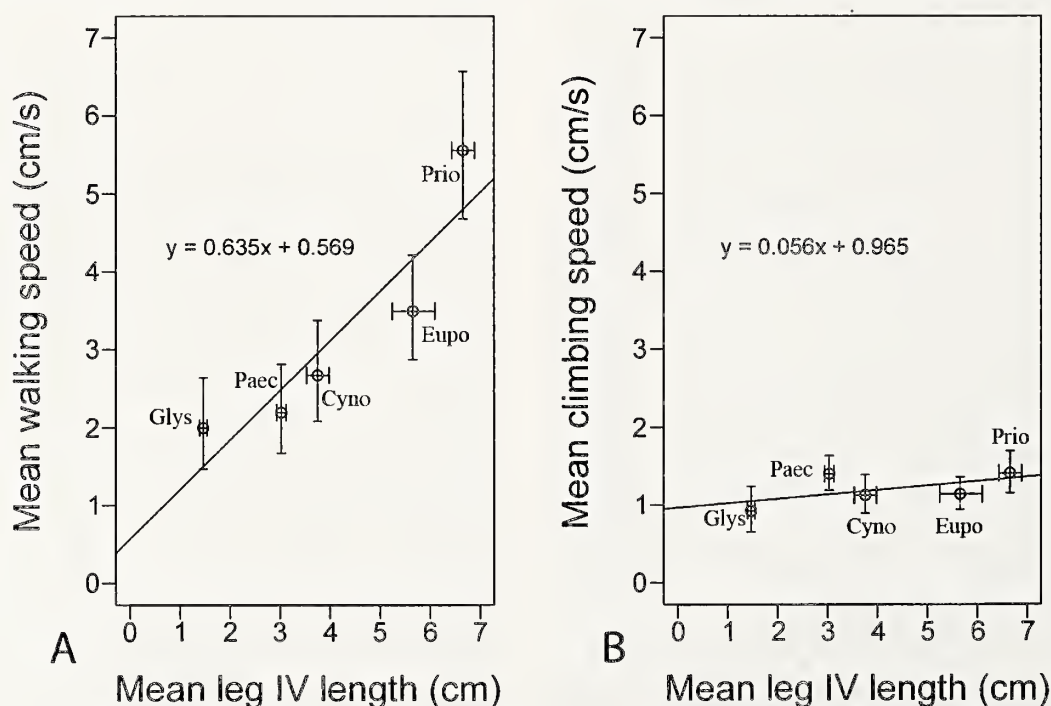 Mean walking speed (cm/s)
7
6
5
4
3
2
1
0
y = 0.635x + 0.569
Prio
Eupo
Paec
Cyno
Glys
0 1 2 3 4 5 6 7
A
Mean leg IV length (cm)
Mean climbing speed (cm/s)
7
6
5
4
3
2
1
0
y = 0.056x + 0.965
Prio
Paec
Glys
Cyno
Eupo
0 1 2 3 4 5 6 7
B
Mean leg IV length (cm)